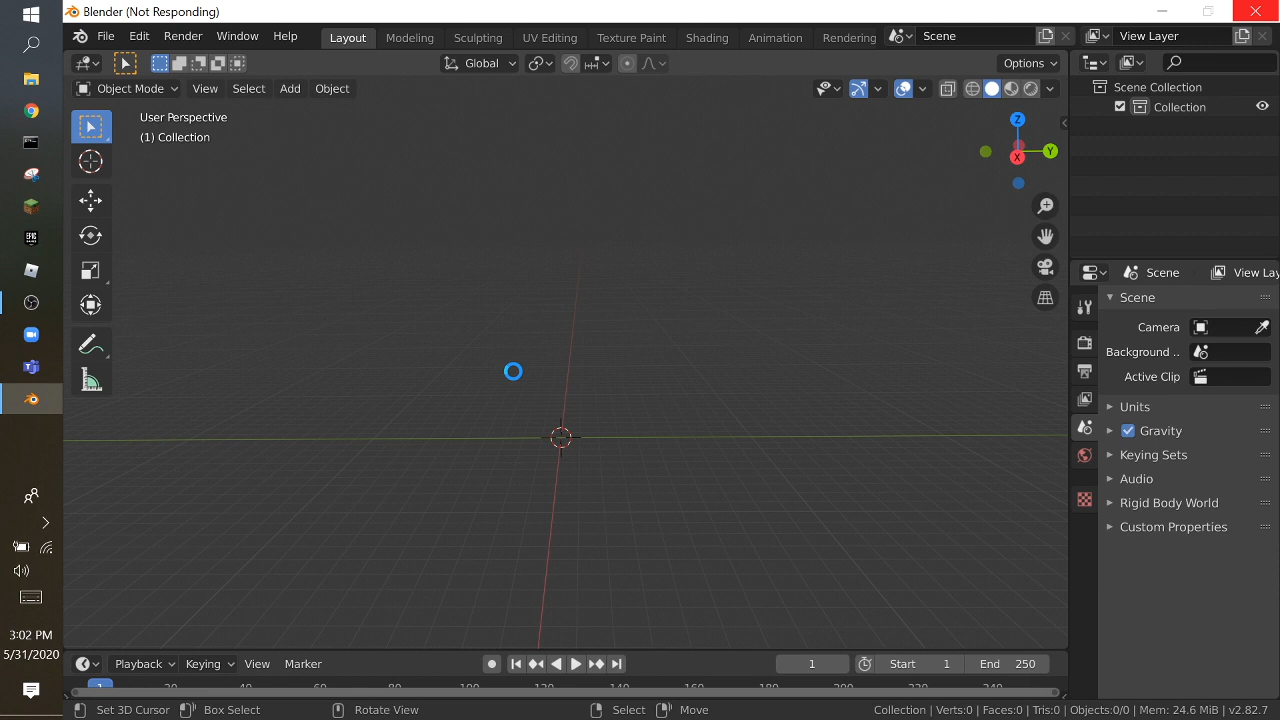 Blender (Not Responding)
File Edit Render Window Help Layout Modeling Sculpting UV Editing Texture Paint Shading Animation Rendering Scene View Layer
Global Options
Object Mode View Select Add Object
Scene Collection
Collection
User Perspective
(1) Collection
Z
Y
X
EPIC
GAMES
Scene View Lay
Scene
Camera
Background ..
Active Clip
Units
Gravity
Keying Sets
Audio
Rigid Body World
Custom Properties
3:02 PM
5/31/2020
Playback Keying View Marker 1 Start 1 End 250
1 20 40 60 80 100 120 140 160 180 200 220 240
Set 3D Cursor Box Select Rotate View Select Move Collection | Verts:0 | Faces:0 | Tris:0 | Objects:0/0 | Mem: 24.6 MiB | v2.82.7